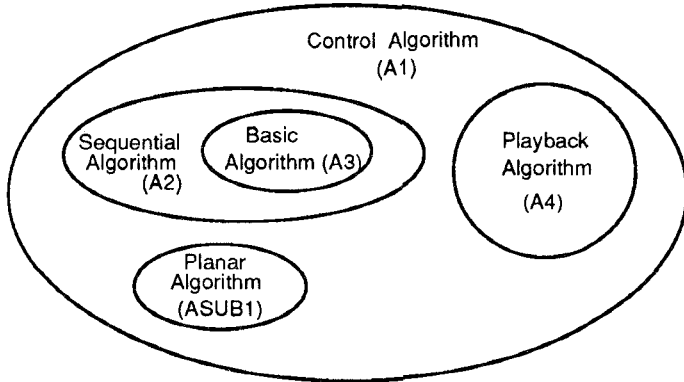 Control Algorithm
(A1)
Sequential
Algorithm
(A2)
Basic
Algorithm (A3)
Playback
Algorithm
(A4)
Planar
Algorithm
(ASUB1)